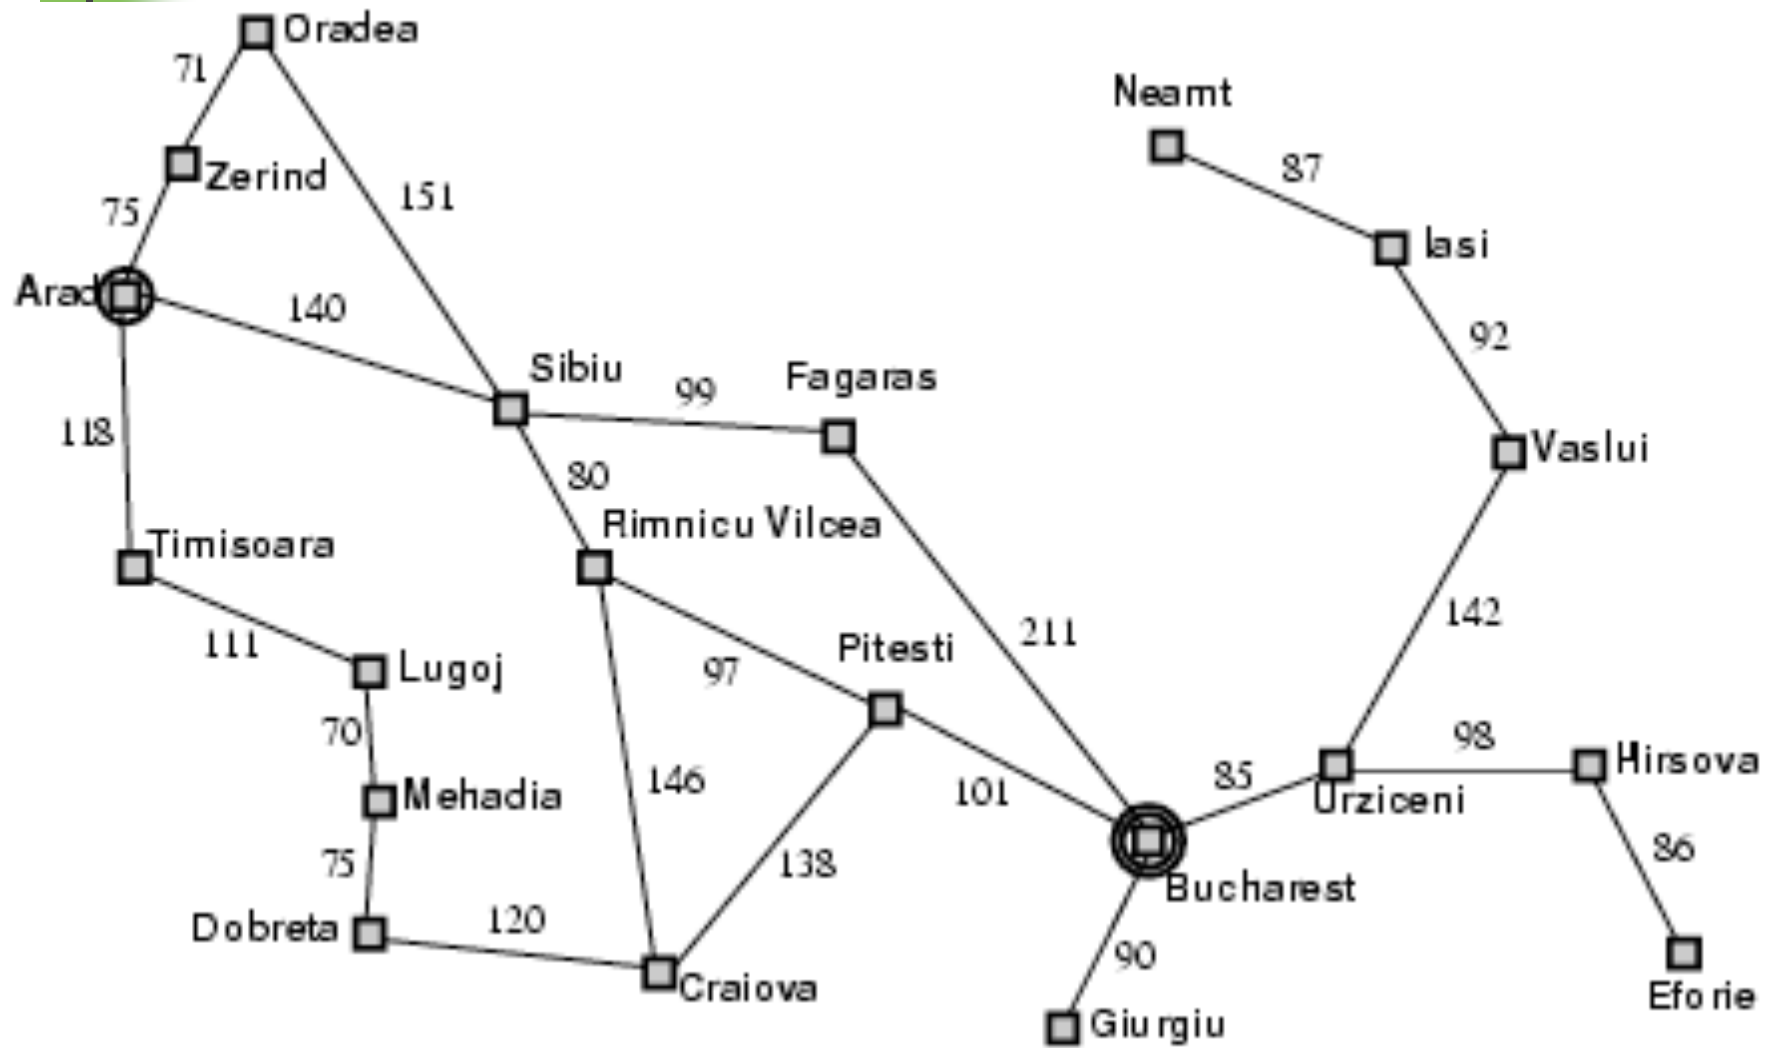 Oradea
71
Neamt
87
Zerind
151
75
Iasi
Arad
140
92
Sibiu
99
Fagaras
118
80
Vaslui
Rimnicu Vilcea
Timisoara
142
211
111
Pitesti
97
Lugoj
70
98
Hirsova
85
146
101
Mehadia
Urziceni
138
86
75
Bucharest
120
Dobreta
90
Craiova
Eforie
Giurgiu